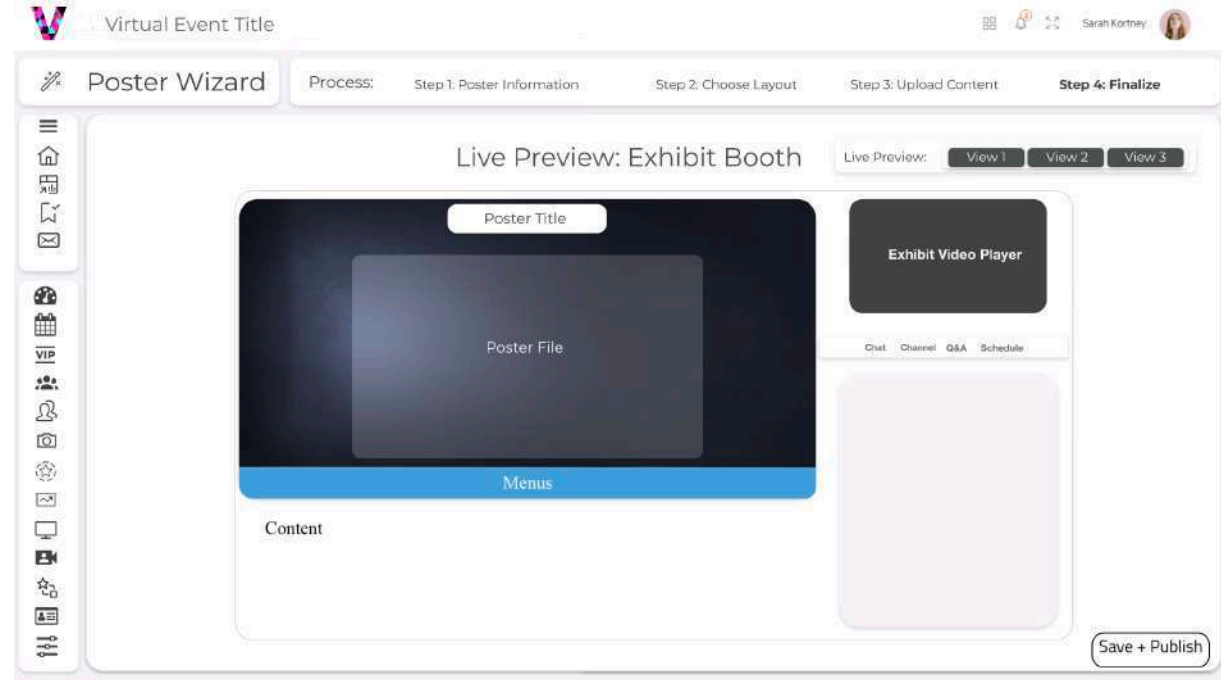 Virtual Event Title
Sarah Kortney
Poster Wizard
Process:
Step 1: Poster Information
Step 2: Choose Layout
Step 3: Upload Content
Step 4: Finalize
Live Preview: Exhibit Booth
Live Preview:
View 1
View 2
View 3
Poster Title
Exhibit Video Player
Poster File
Chat Channel Q&A Schedule
VIP
Menus
Content
Save + Publish